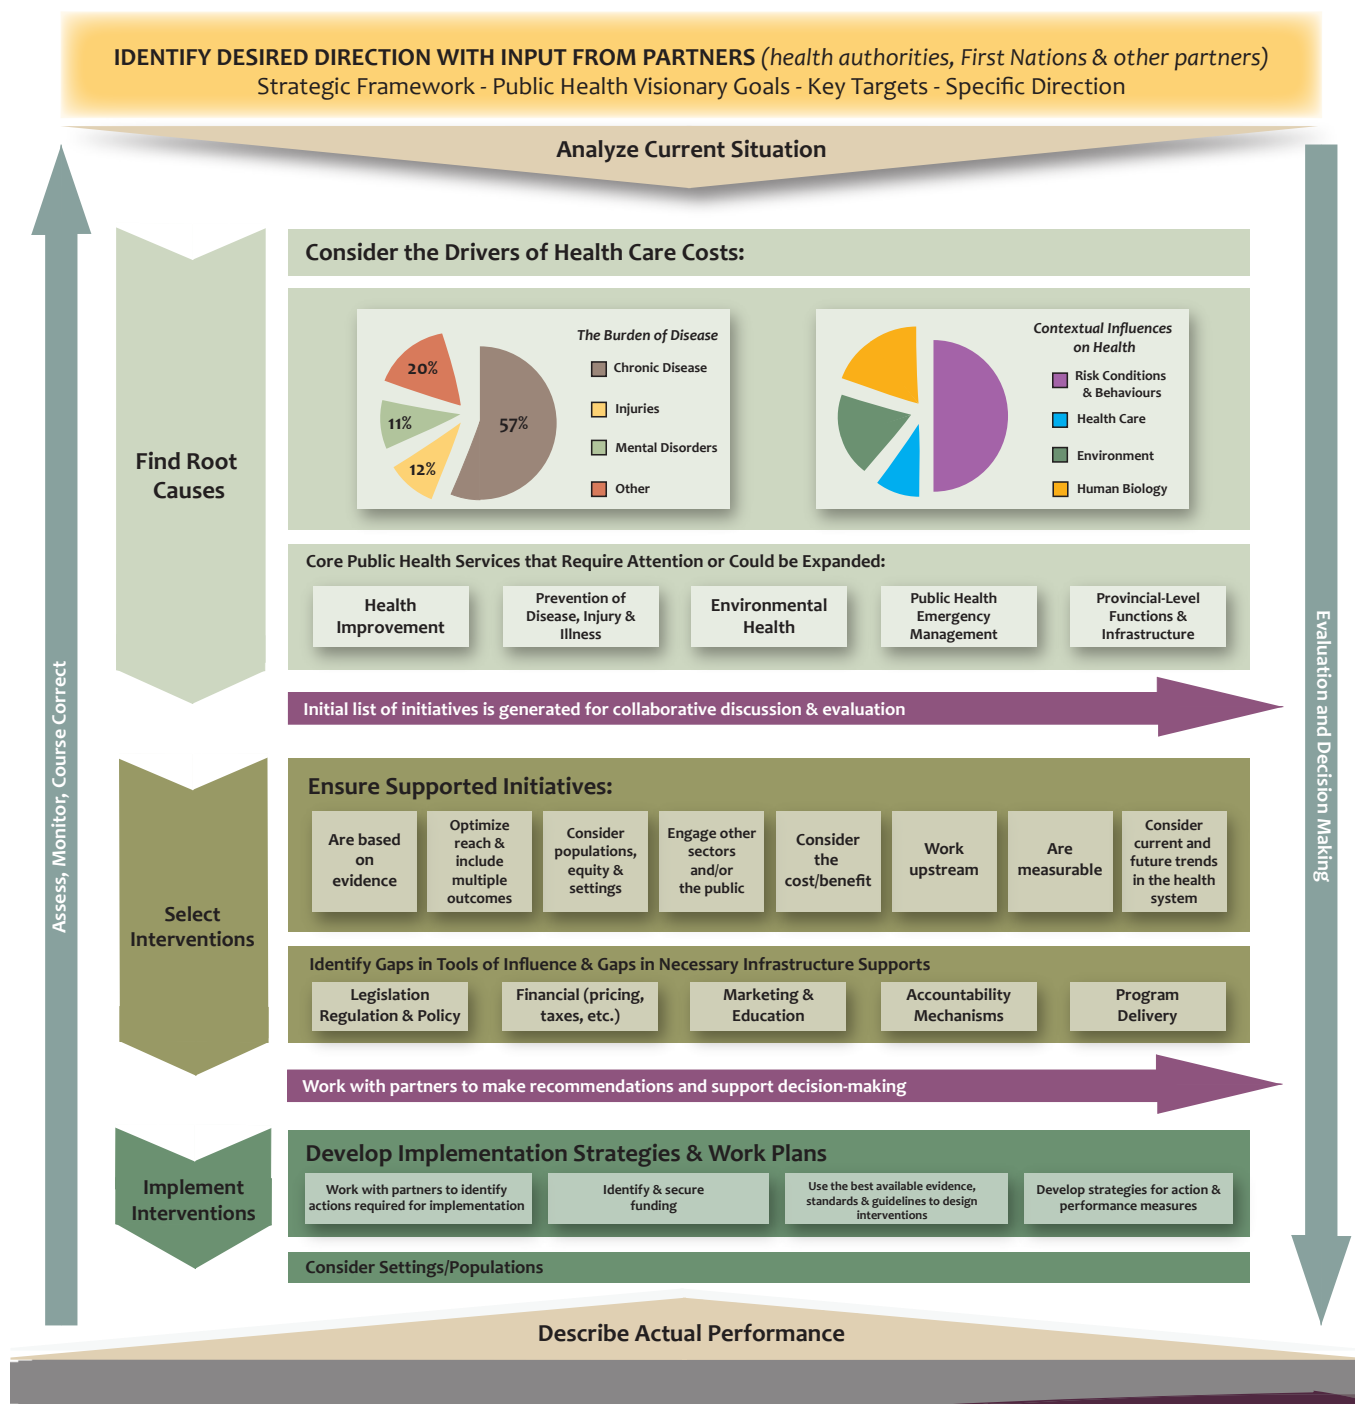 IDENTIFY DESIRED DIRECTION WITH INPUT FROM PARTNERS (health authorities, First Nations & other partners)
Strategic Framework - Public Health Visionary Goals - Key Targets - Specific Direction
Analyze Current Situation
Assess, Monitor, Course Correct
Evaluation and Decision Making
Find Root
Causes
Consider the Drivers of Health Care Costs:
The Burden of Disease
20%
11%
12%
57%
Chronic Disease
Injuries
Mental Disorders
Other
Contextual Influences
on Health
Risk Conditions
& Behaviours
Health Care
Environment
Human Biology
Core Public Health Services that Require Attention or Could be Expanded:
Health
Improvement
Prevention of
Disease, Injury &
Illness
Environmental
Health
Public Health
Emergency
Management
Provincial-Level
Functions &
Infrastructure
Initial list of initiatives is generated for collaborative discussion & evaluation
Select
Interventions
Ensure Supported Initiatives:
Are based
on
evidence
Optimize
reach &
include
multiple
outcomes
Consider
populations,
equity &
settings
Engage other
sectors
and/or
the public
Consider
the
cost/benefit
Work
upstream
Are
measurable
Consider
current and
future trends
in the health
system
Identify Gaps in Tools of Influence & Gaps in Necessary Infrastructure Supports
Legislation
Regulation & Policy
Financial (pricing,
taxes, etc.)
Marketing &
Education
Accountability
Mechanisms
Program
Delivery
Work with partners to make recommendations and support decision-making
Implement
Interventions
Develop Implementation Strategies & Work Plans
Work with partners to identify
actions required for implementation
Identify & secure
funding
Use the best available evidence,
standards & guidelines to design
interventions
Develop strategies for action &
performance measures
Consider Settings/Populations
Describe Actual Performance